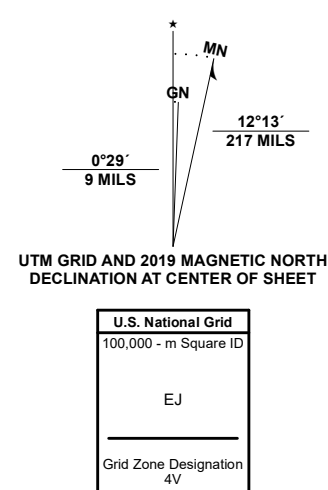 ★
MN
GN
12°13´
217 MILS
0°29´
9 MILS
UTM GRID AND 2019 MAGNETIC NORTH
DECLINATION AT CENTER OF SHEET
U.S. National Grid
100,000 - m Square ID
EJ
Grid Zone Designation
4V